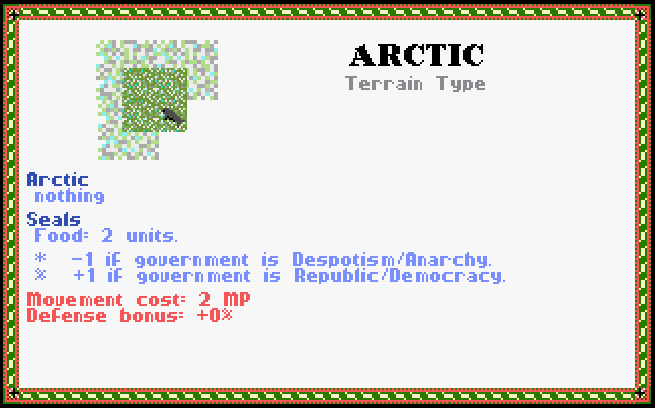 ARCTIC
Terrain Type
Arctic
nothing
Seals
Food: 2 units.
* -1 if government is Despotism/Anarchy.
% +1 if government is Republic/Democracy.
Movement cost: 2 MP
Defense bonus: +0%